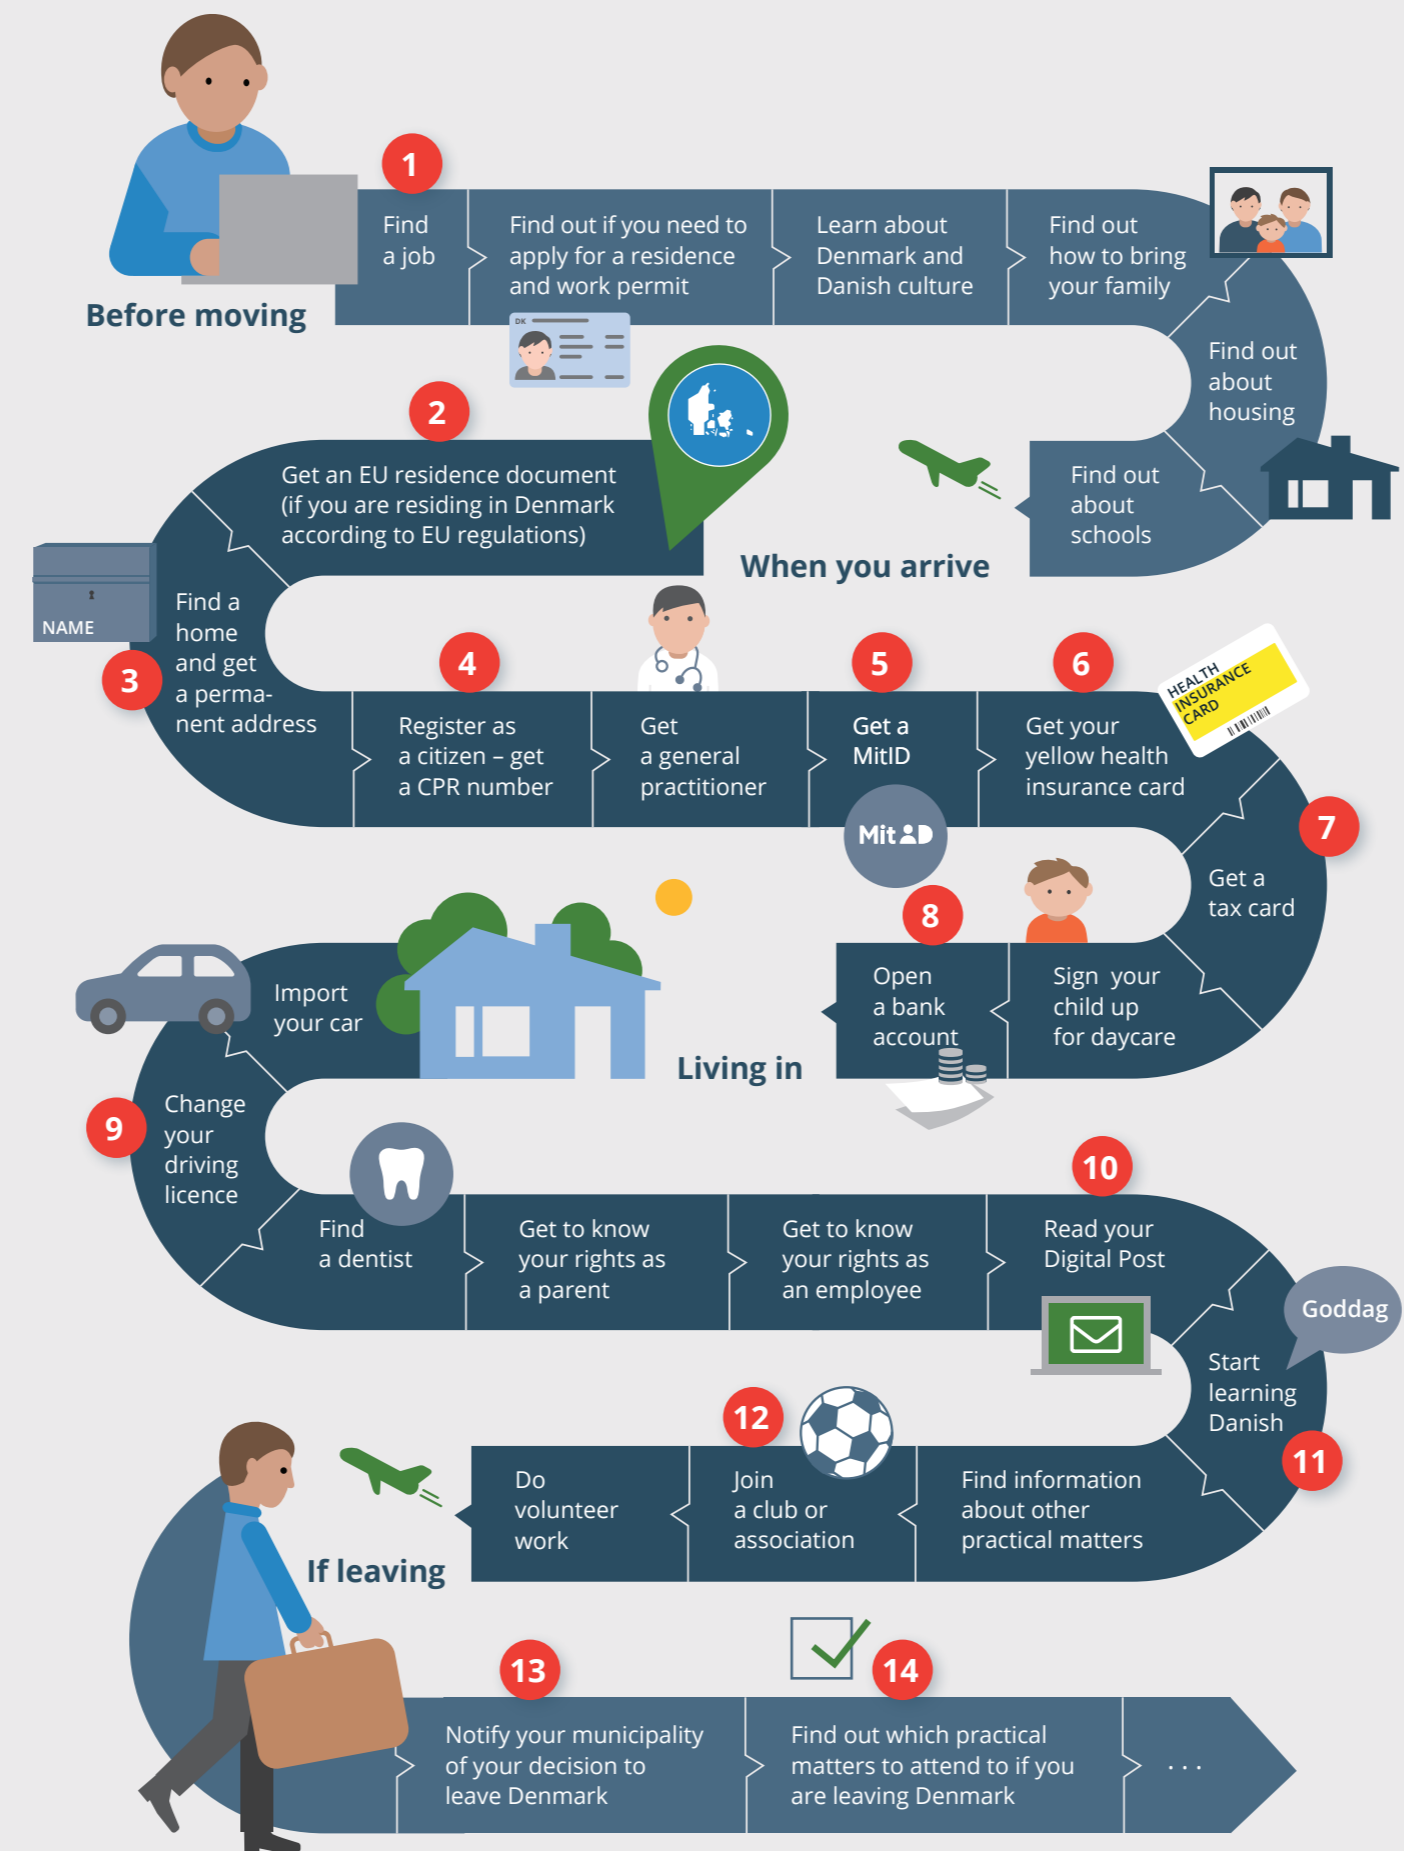 1
Find
a job
Find out if you need to
apply for a residence
and work permit
Learn about
Denmark and
Danish culture
Find out
how to bring
your family
Before moving
DK
Find out
about
housing
Find out
about
schools
When you arrive
2
Get an EU residence document
(if you are residing in Denmark
according to EU regulations)
NAME
3
Find a
home
and get
a perma-
nent address
4
Register as
a citizen – get
a CPR number
Get
a general
practitioner
5
Get a
MitID
MitID
6
Get your
yellow health
insurance card
HEALTH
INSURANCE
CARD
7
Get a
tax card
Sign your
child up
for daycare
8
Open
a bank
account
Living in
Import
your car
9
Change
your
driving
licence
Find
a dentist
Get to know
your rights as
a parent
Get to know
your rights as
an employee
10
Read your
Digital Post
Goddag
Start
learning
Danish
11
Find information
about other
practical matters
12
Join
a club or
association
Do
volunteer
work
If leaving
13
Notify your municipality
of your decision to
leave Denmark
14
Find out which practical
matters to attend to if you
are leaving Denmark
...